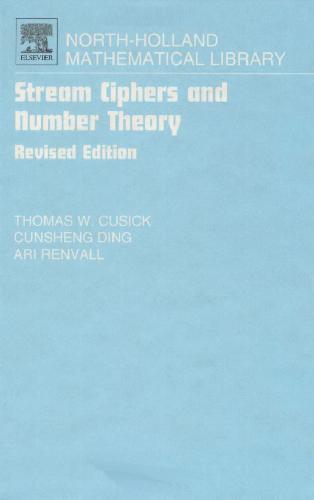 ELSEVIER
NORTH-HOLLAND
MATHEMATICAL LIBRARY
Stream Ciphers and
Number Theory
Revised Edition
THOMAS W. CUSICK
CUNSHENG DING
ARI RENVALL